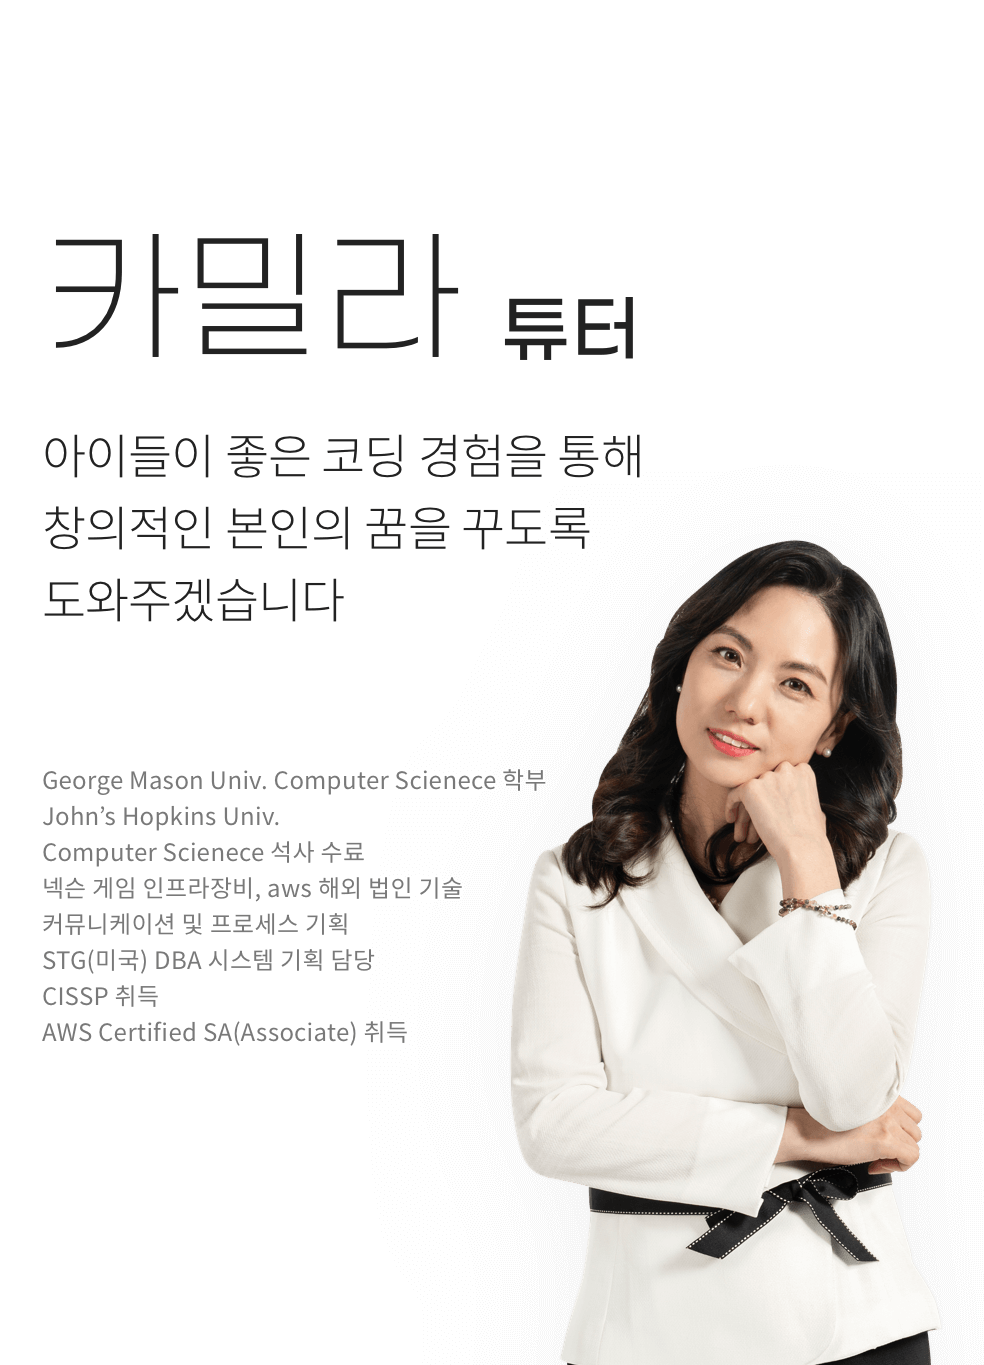 카밀라 튜터
아이들이 좋은 코딩 경험을 통해
창의적인 본인의 꿈을 꾸도록
도와주겠습니다
George Mason Univ. Computer Scienece 학부
John’s Hopkins Univ.
Computer Scienece 석사 수료
넥슨 게임 인프라장비, aws 해외 법인 기술
커뮤니케이션 및 프로세스 기획
STG(미국) DBA 시스템 기획 담당
CISSP 취득
AWS Certified SA(Associate) 취득